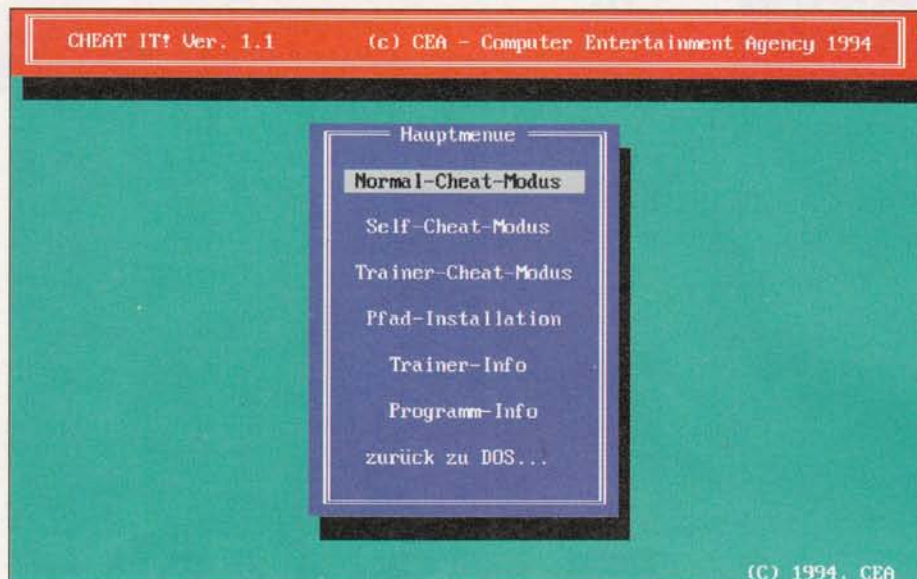 CHEAT IT! Ver. 1.1 (c) CEA - Computer Entertainment Agency 1994
Hauptmenue
Normal-Cheat-Modus
Self-Cheat-Modus
Trainer-Cheat-Modus
Pfad-Installation
Trainer-Info
Programm-Info
zurück zu DOS...
(C) 1994, CEA